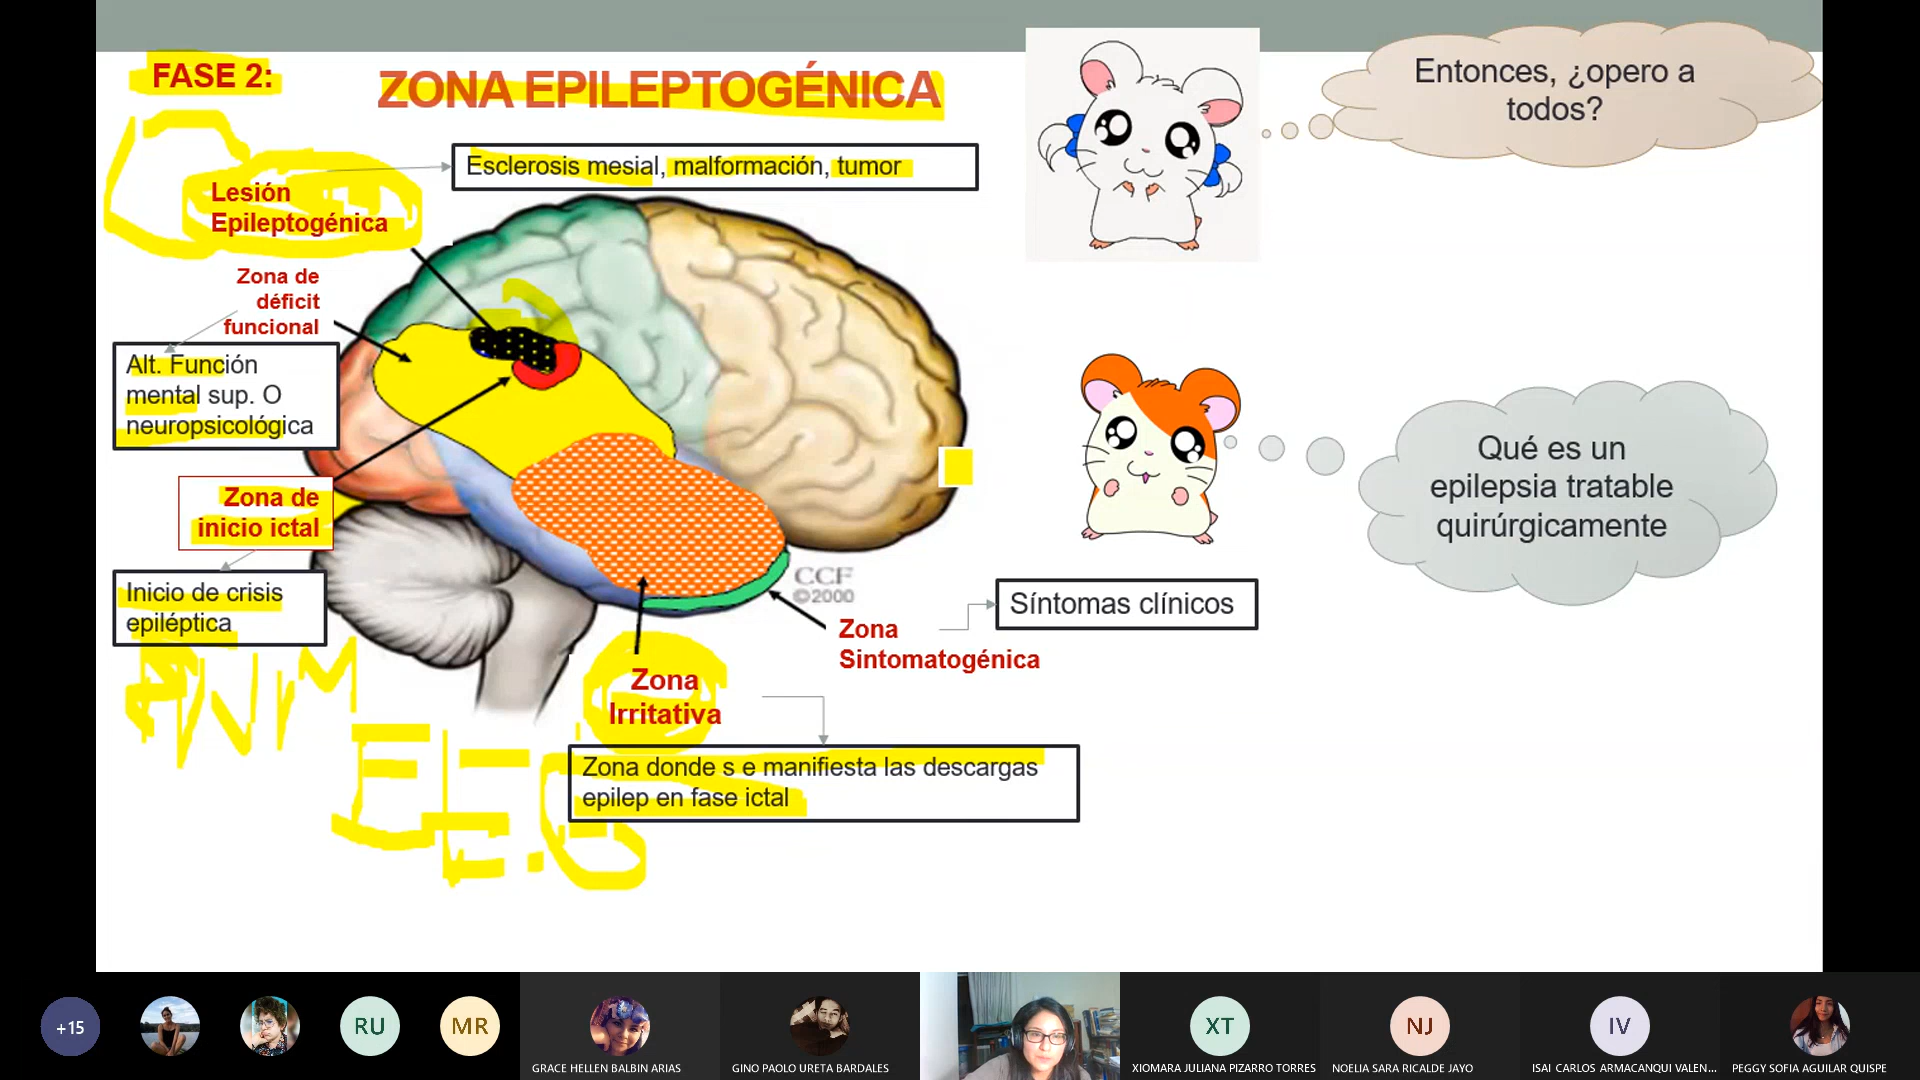 FASE 2:
ZONA EPILEPTOGÉNICA
Entonces, ¿opero a
todos?
Esclerosis mesial, malformación, tumor
Lesión
Epileptogénica
Zona de
déficit
funcional
Alt. Función
mental sup. O
neuropsicológica
Zona de
inicio ictal
Inicio de crisis
epiléptica
Qué es un
epilepsia tratable
quirúrgicamente
CCF
©2000
Síntomas clínicos
Zona
Sintomatogénica
Zona
Irritativa
Zona donde s e manifiesta las descargas
epilep en fase ictal
E.E.G
+15
RU
MR
XT
NJ
IV
GRACE HELLEN BALBIN ARIAS
GINO PAOLO URETA BARDALES
XIOMARA JULIANA PIZARRO TORRES
NOELIA SARA RICALDE JAYO
ISAI CARLOS ARMACANQUI VALEN...
PEGGY SOFIA AGUILAR QUISPE